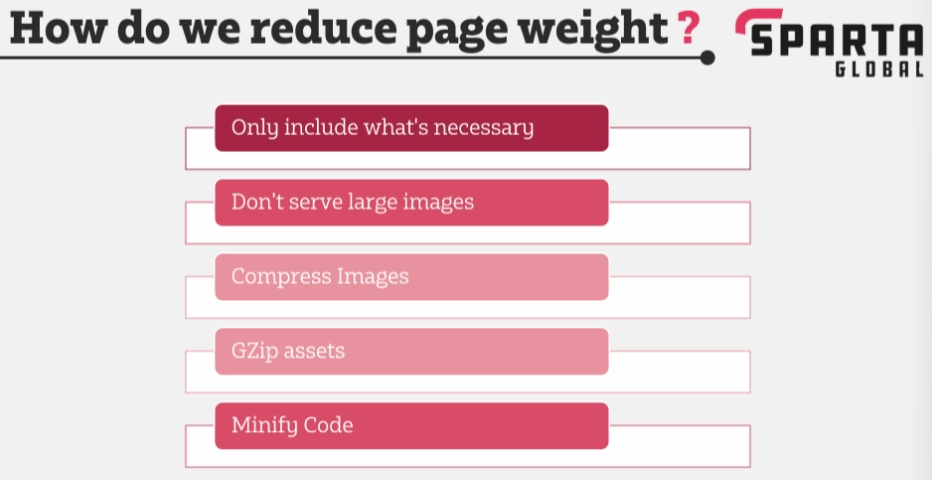 How do we reduce page weight ?
SPARTA
GLOBAL
Only include what's necessary
Don't serve large images
Compress Images
GZip assets
Minify Code